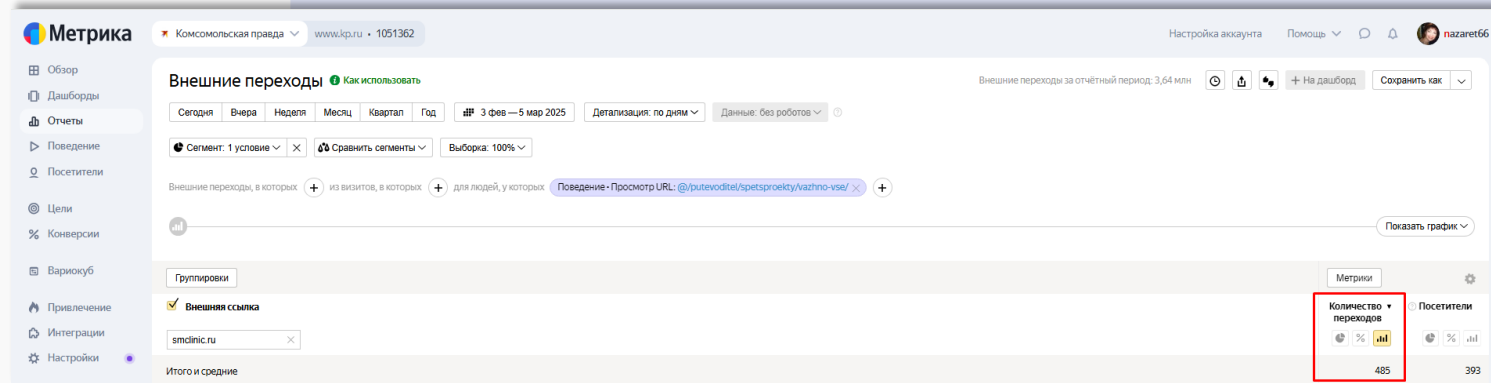 Метрика
Комсомольская правда www.kp.ru • 1051362
Настройка аккаунта Помощь nazaret66
Обзор
Дашборды
Отчеты
Поведение
Посетители
Цели
Конверсии
Вариокуб
Привлечение
Интеграции
Настройки
Внешние переходы Как использовать
Внешние переходы за отчётный период: 3,64 млн + На дашборд Сохранить как
Сегодня Вчера Неделя Месяц Квартал Год 3 фев — 5 мар 2025 Детализация: по дням Данные: без роботов
Сегмент: 1 условие Сравнить сегменты Выборка: 100%
Внешние переходы, в которых + из визитов, в которых + для людей, у которых Поведение • Просмотр URL: @/putevoditel/spetsproekty/vazhno-vse/ +
Показать график
Группировки Метрики
Внешняя ссылка
Количество переходов
Посетители
smclinic.ru
% %
Итого и средние 485 393